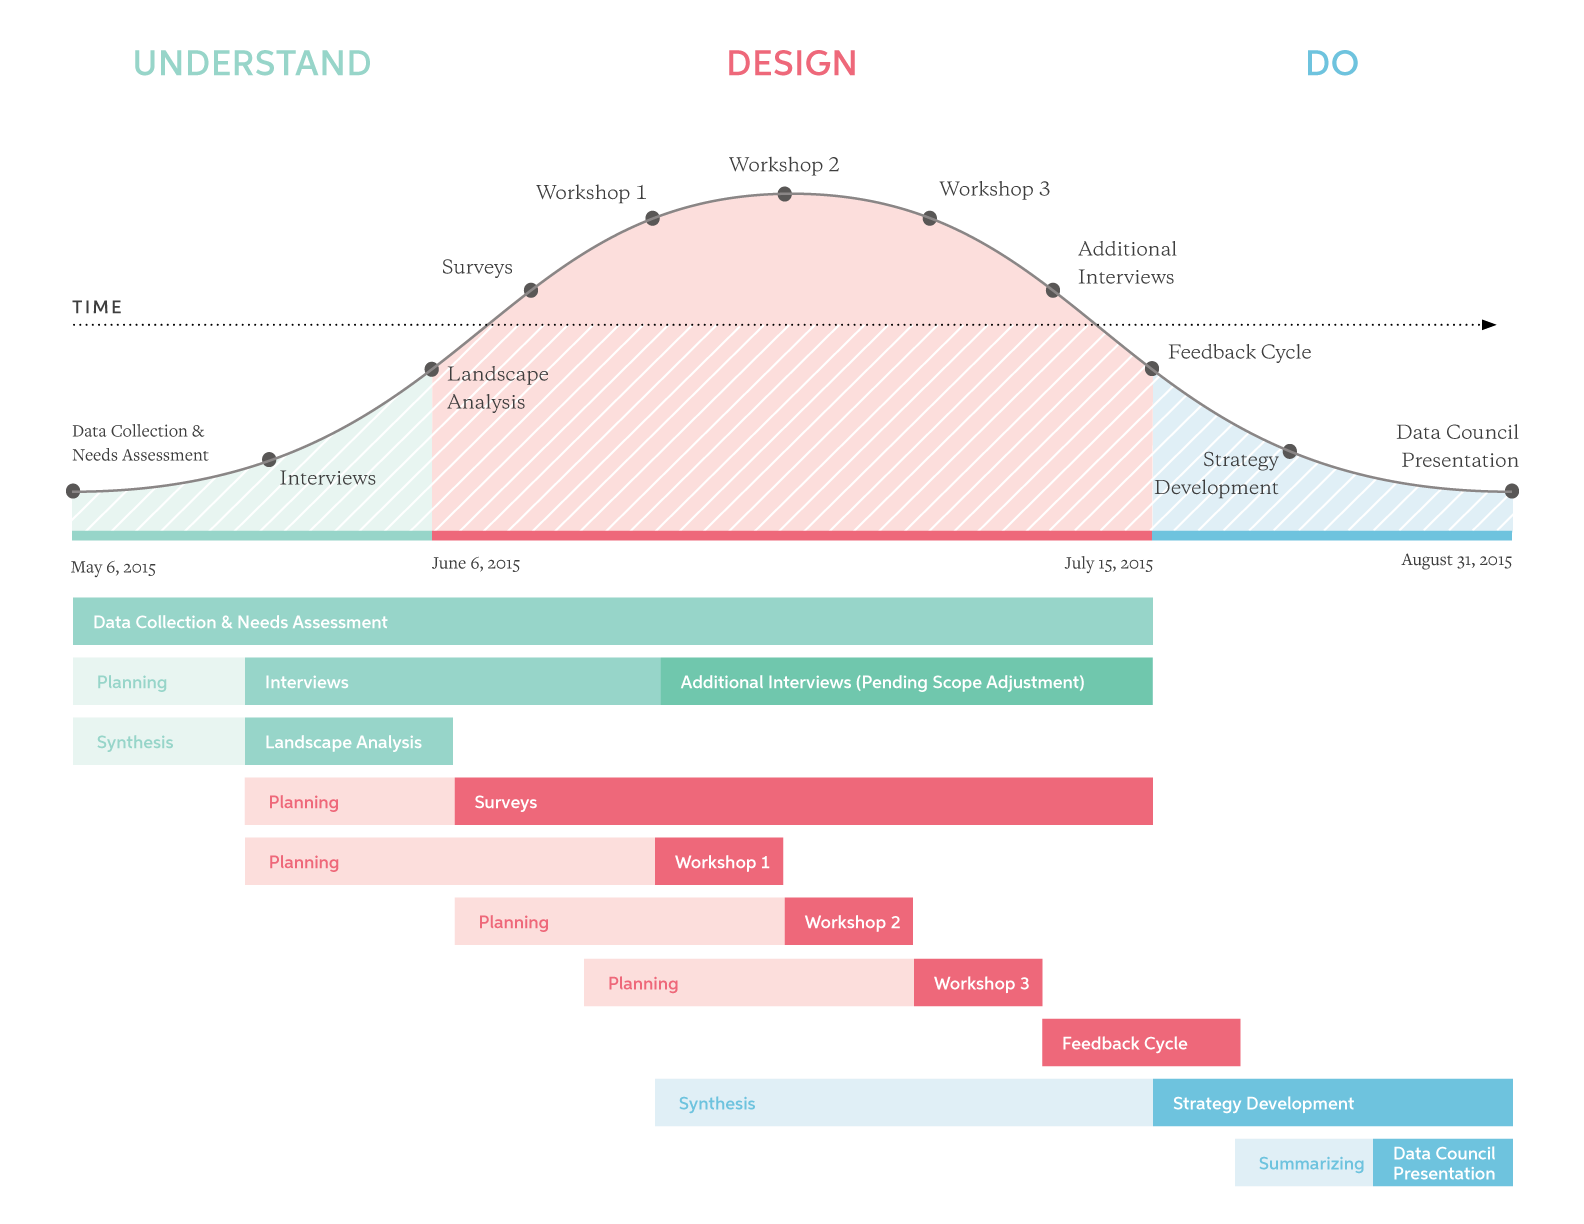 UNDERSTAND
DESIGN
DO
Workshop 2
Workshop 1
Workshop 3
Surveys
Additional
Interviews
TIME
Feedback Cycle
Landscape
Analysis
Data Collection &
Needs Assessment
Interviews
Strategy
Development
Data Council
Presentation
May 6, 2015
June 6, 2015
July 15, 2015
August 31, 2015
Data Collection & Needs Assessment
Planning
Interviews
Additional Interviews (Pending Scope Adjustment)
Synthesis
Landscape Analysis
Planning
Surveys
Planning
Workshop 1
Planning
Workshop 2
Planning
Workshop 3
Feedback Cycle
Synthesis
Strategy Development
Summarizing
Data Council
Presentation